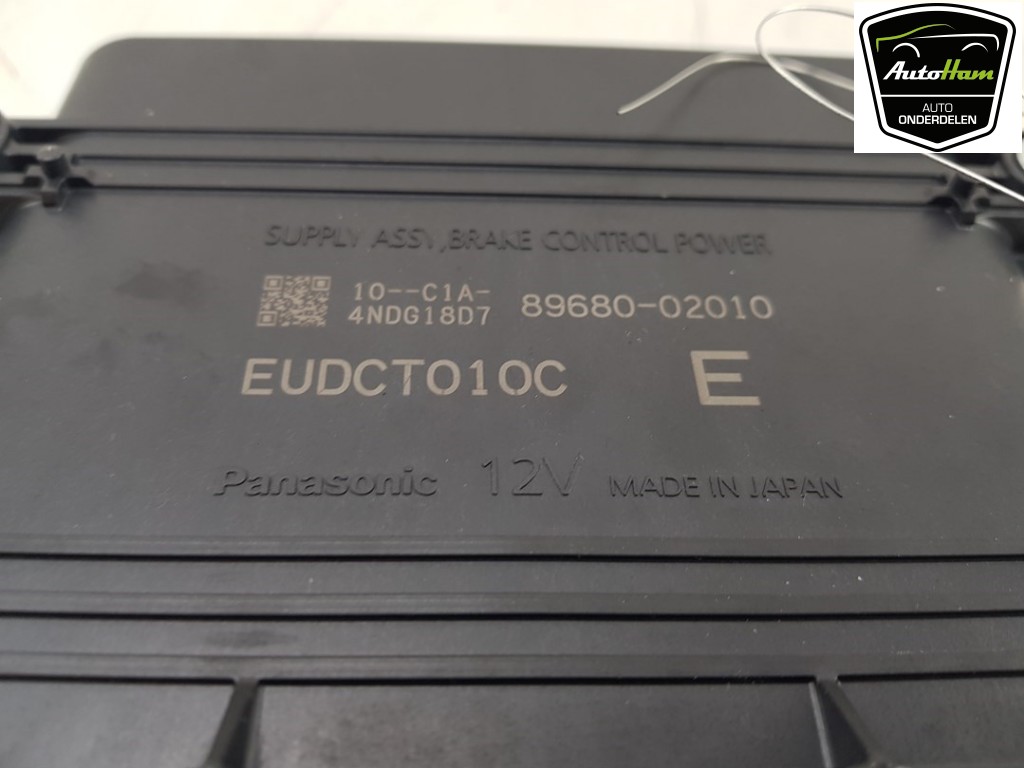 AutoHam
AUTO
ONDERDELEN
SUPPLY ASSY,BRAKE CONTROL POWER
10--C1A-
4NDG18D7
89680-02010
EUDCT010C
E
Panasonic 12V MADE IN JAPAN